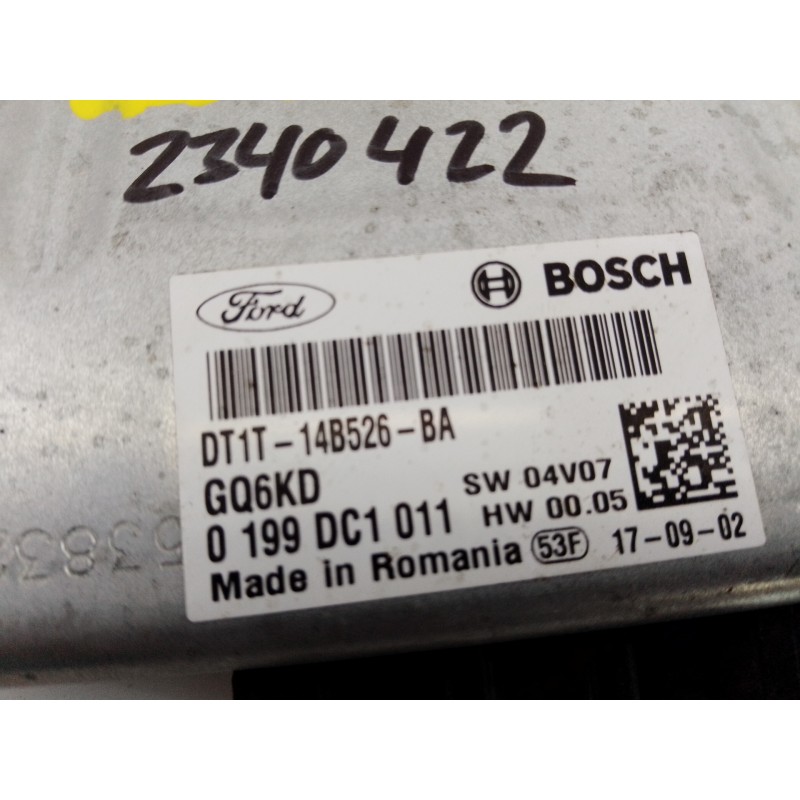 2340422
Ford BOSCH
DT1T-14B526-BA
GQ6KD SW 04V07
0 199 DC1 011 HW 00.05
Made in Romania 53F 17-09-02